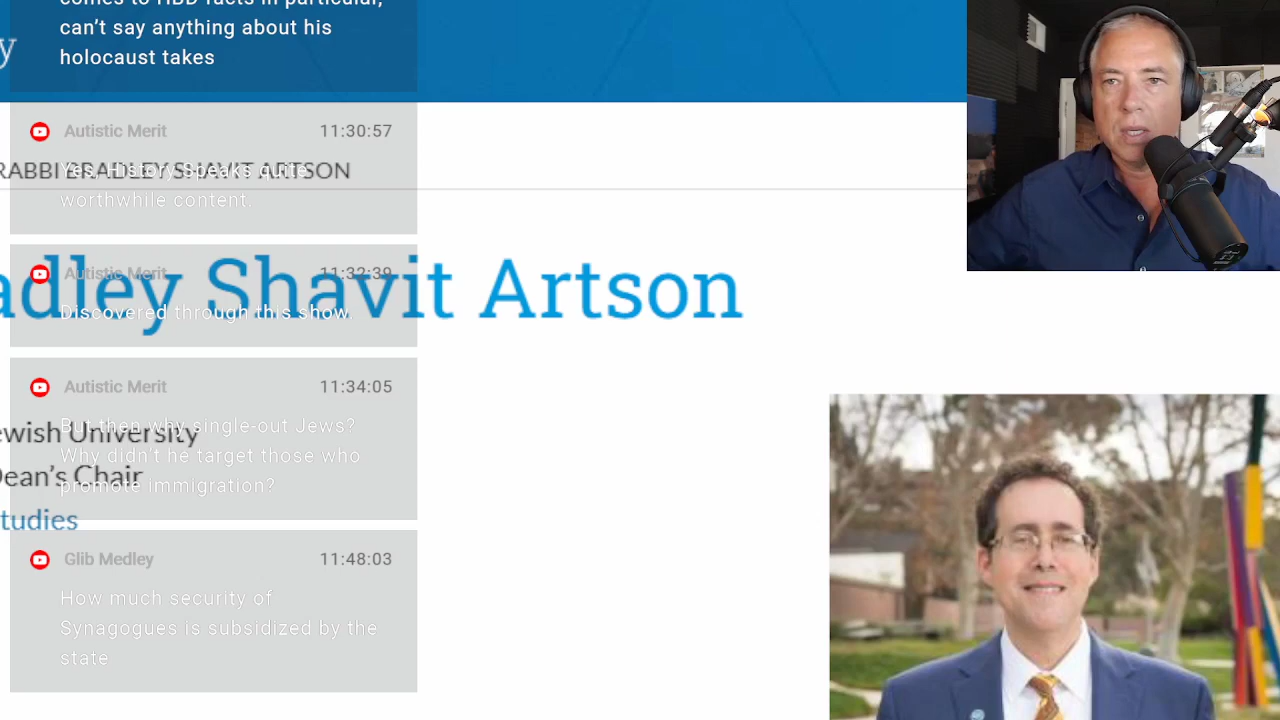 comes to HBD facts in particular,
can't say anything about his
holocaust takes
y
Autistic Merit 11:30:57
RABBI BRADLEY SHAVIT ARTSON
Yes, History Speaks quite
worthwhile content.
Autistic Merit 11:32:39
adley Shavit Artson
Discovered through this show.
Autistic Merit 11:34:05
But then why single-out Jews?
ewish University
Why didn't he target those who
Dean's Chair
promote immigration?
tudies
Glib Medley 11:48:03
How much security of
Synagogues is subsidized by the
state